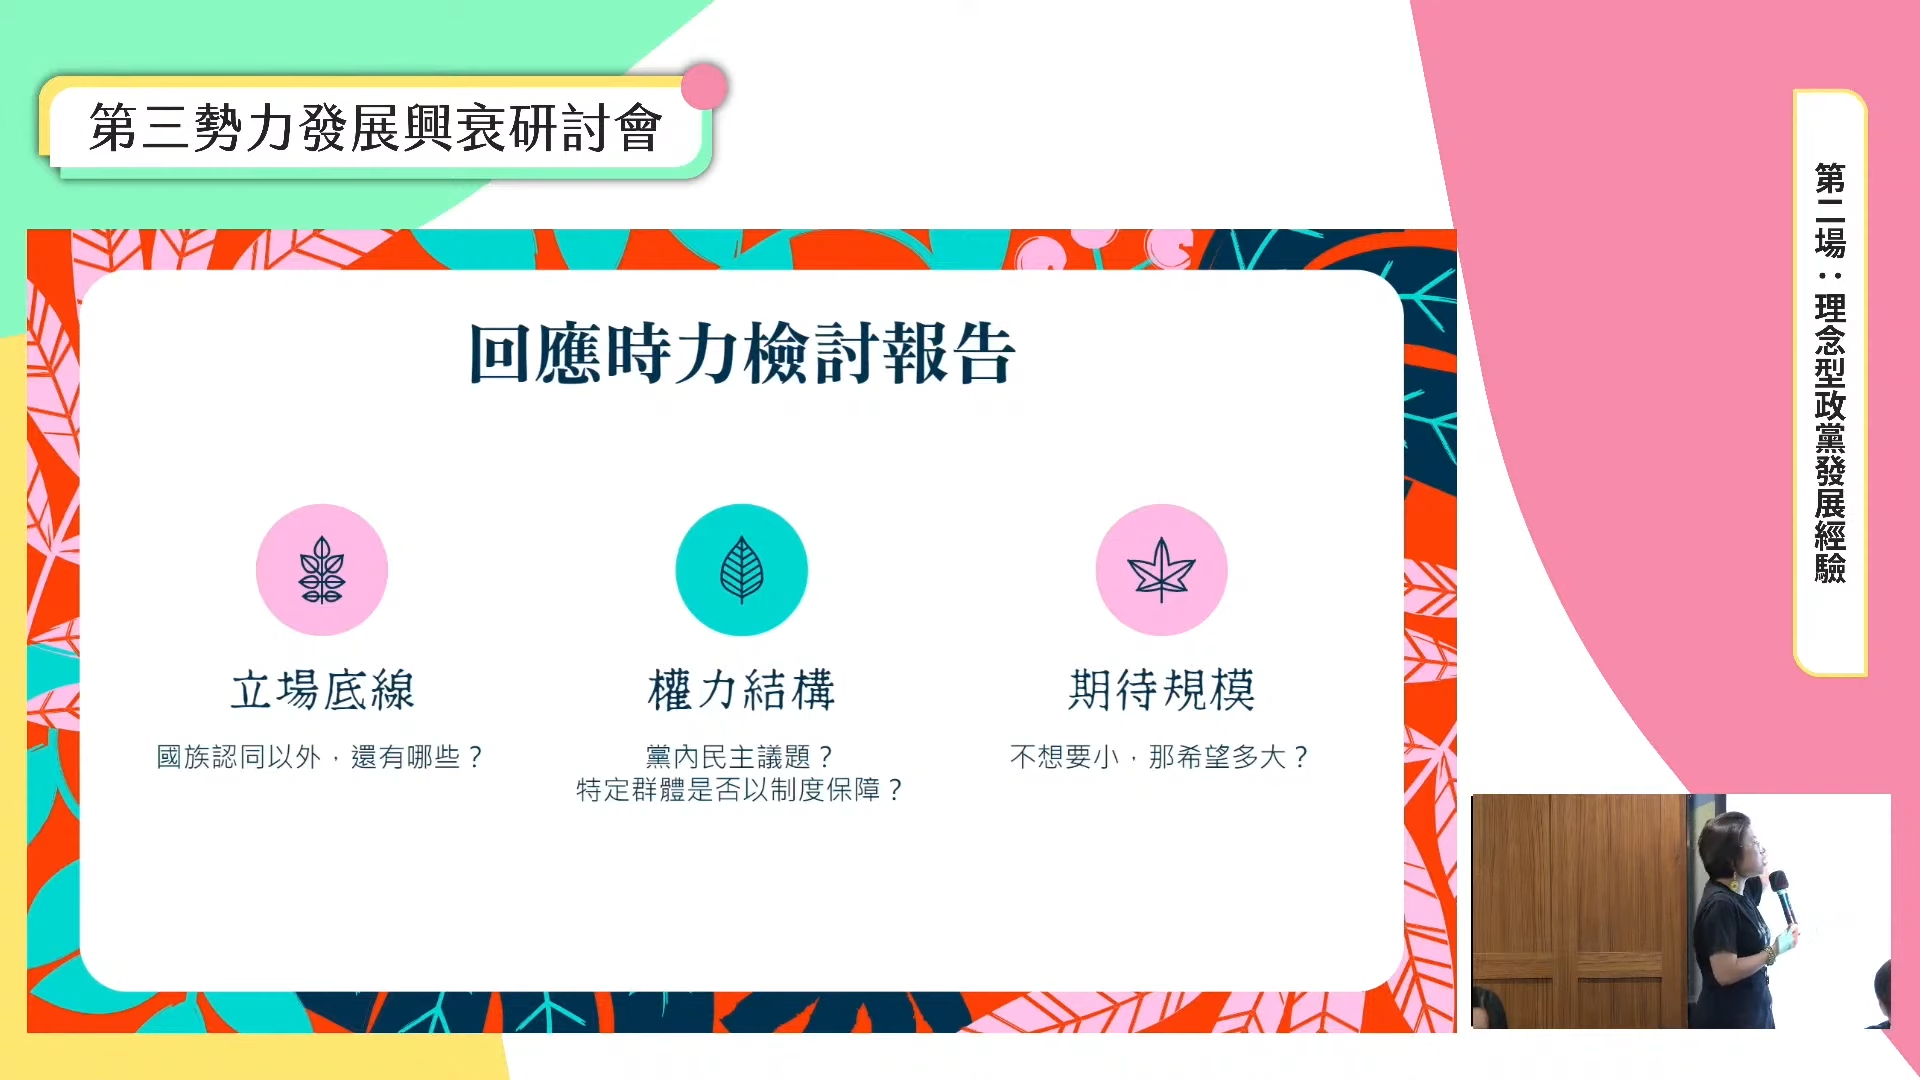 第三勢力發展興衰研討會
第二場：理念型政黨發展經驗
回應時力檢討報告
立場底線
國族認同以外，還有哪些？
權力結構
黨內民主議題？
特定群體是否以制度保障？
期待規模
不想要小，那希望多大？